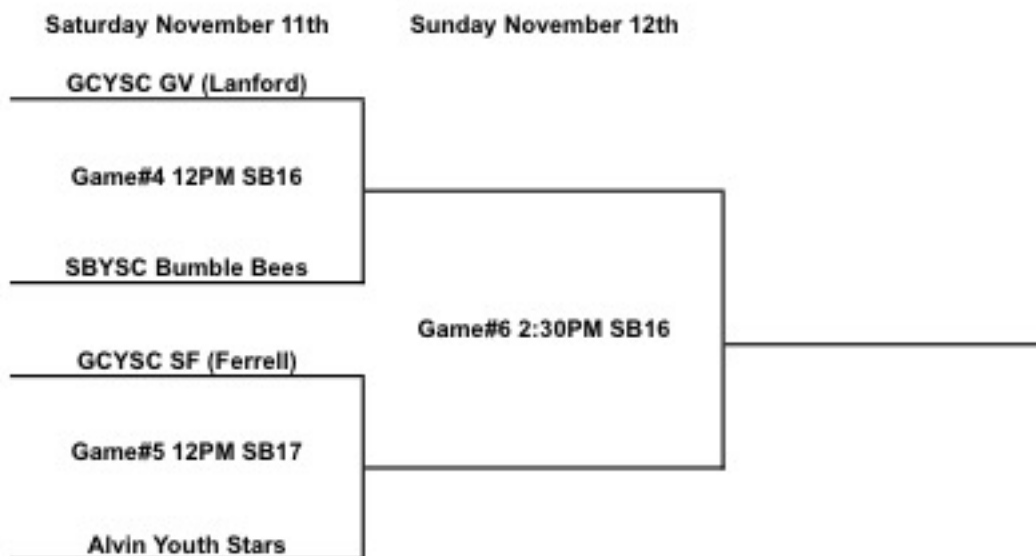 Saturday November 11th
Sunday November 12th
GCYSC GV (Lanford)
Game#4 12PM SB16
SBYSC Bumble Bees
Game#6 2:30PM SB16
GCYSC SF (Ferrell)
Game#5 12PM SB17
Alvin Youth Stars